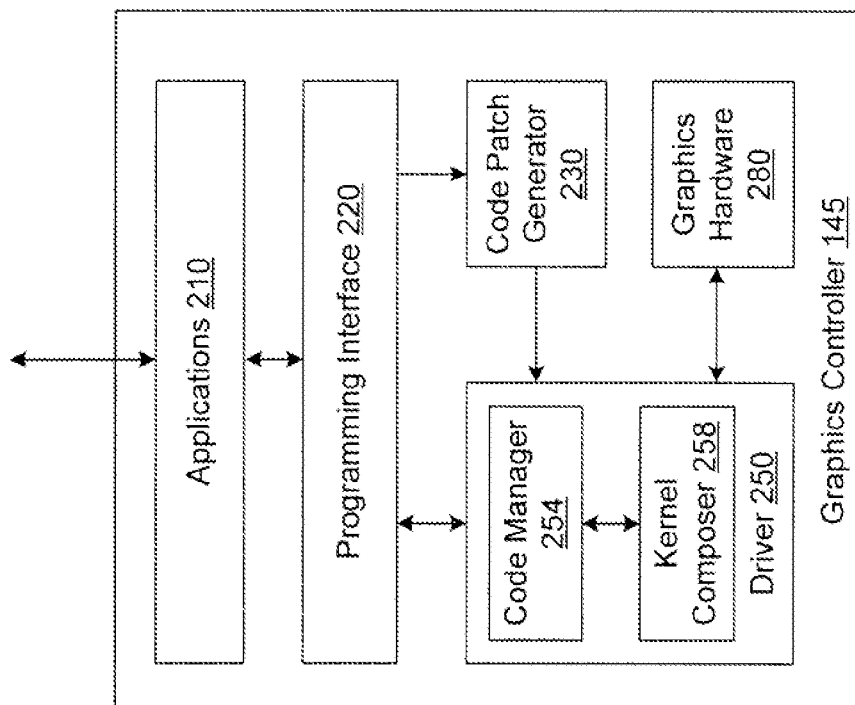 Applications 210
Programming Interface 220
Code Manager
254
Kernel
Composer 258
Driver 250
Code Patch
Generator
230
Graphics
Hardware
280
Graphics Controller 145